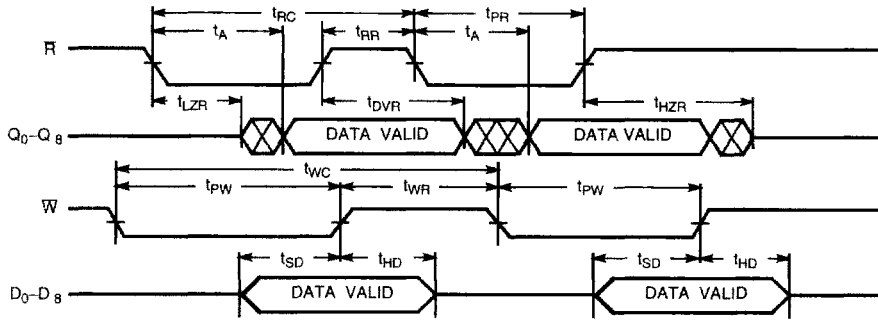 tRC tPR
tA tRR tA
R̅
tLZR tDVR tHZR
Q0–Q8 DATA VALID DATA VALID
tWC
tPW tWR tPW
W̅
tSD tHD tSD tHD
D0–D8 DATA VALID DATA VALID